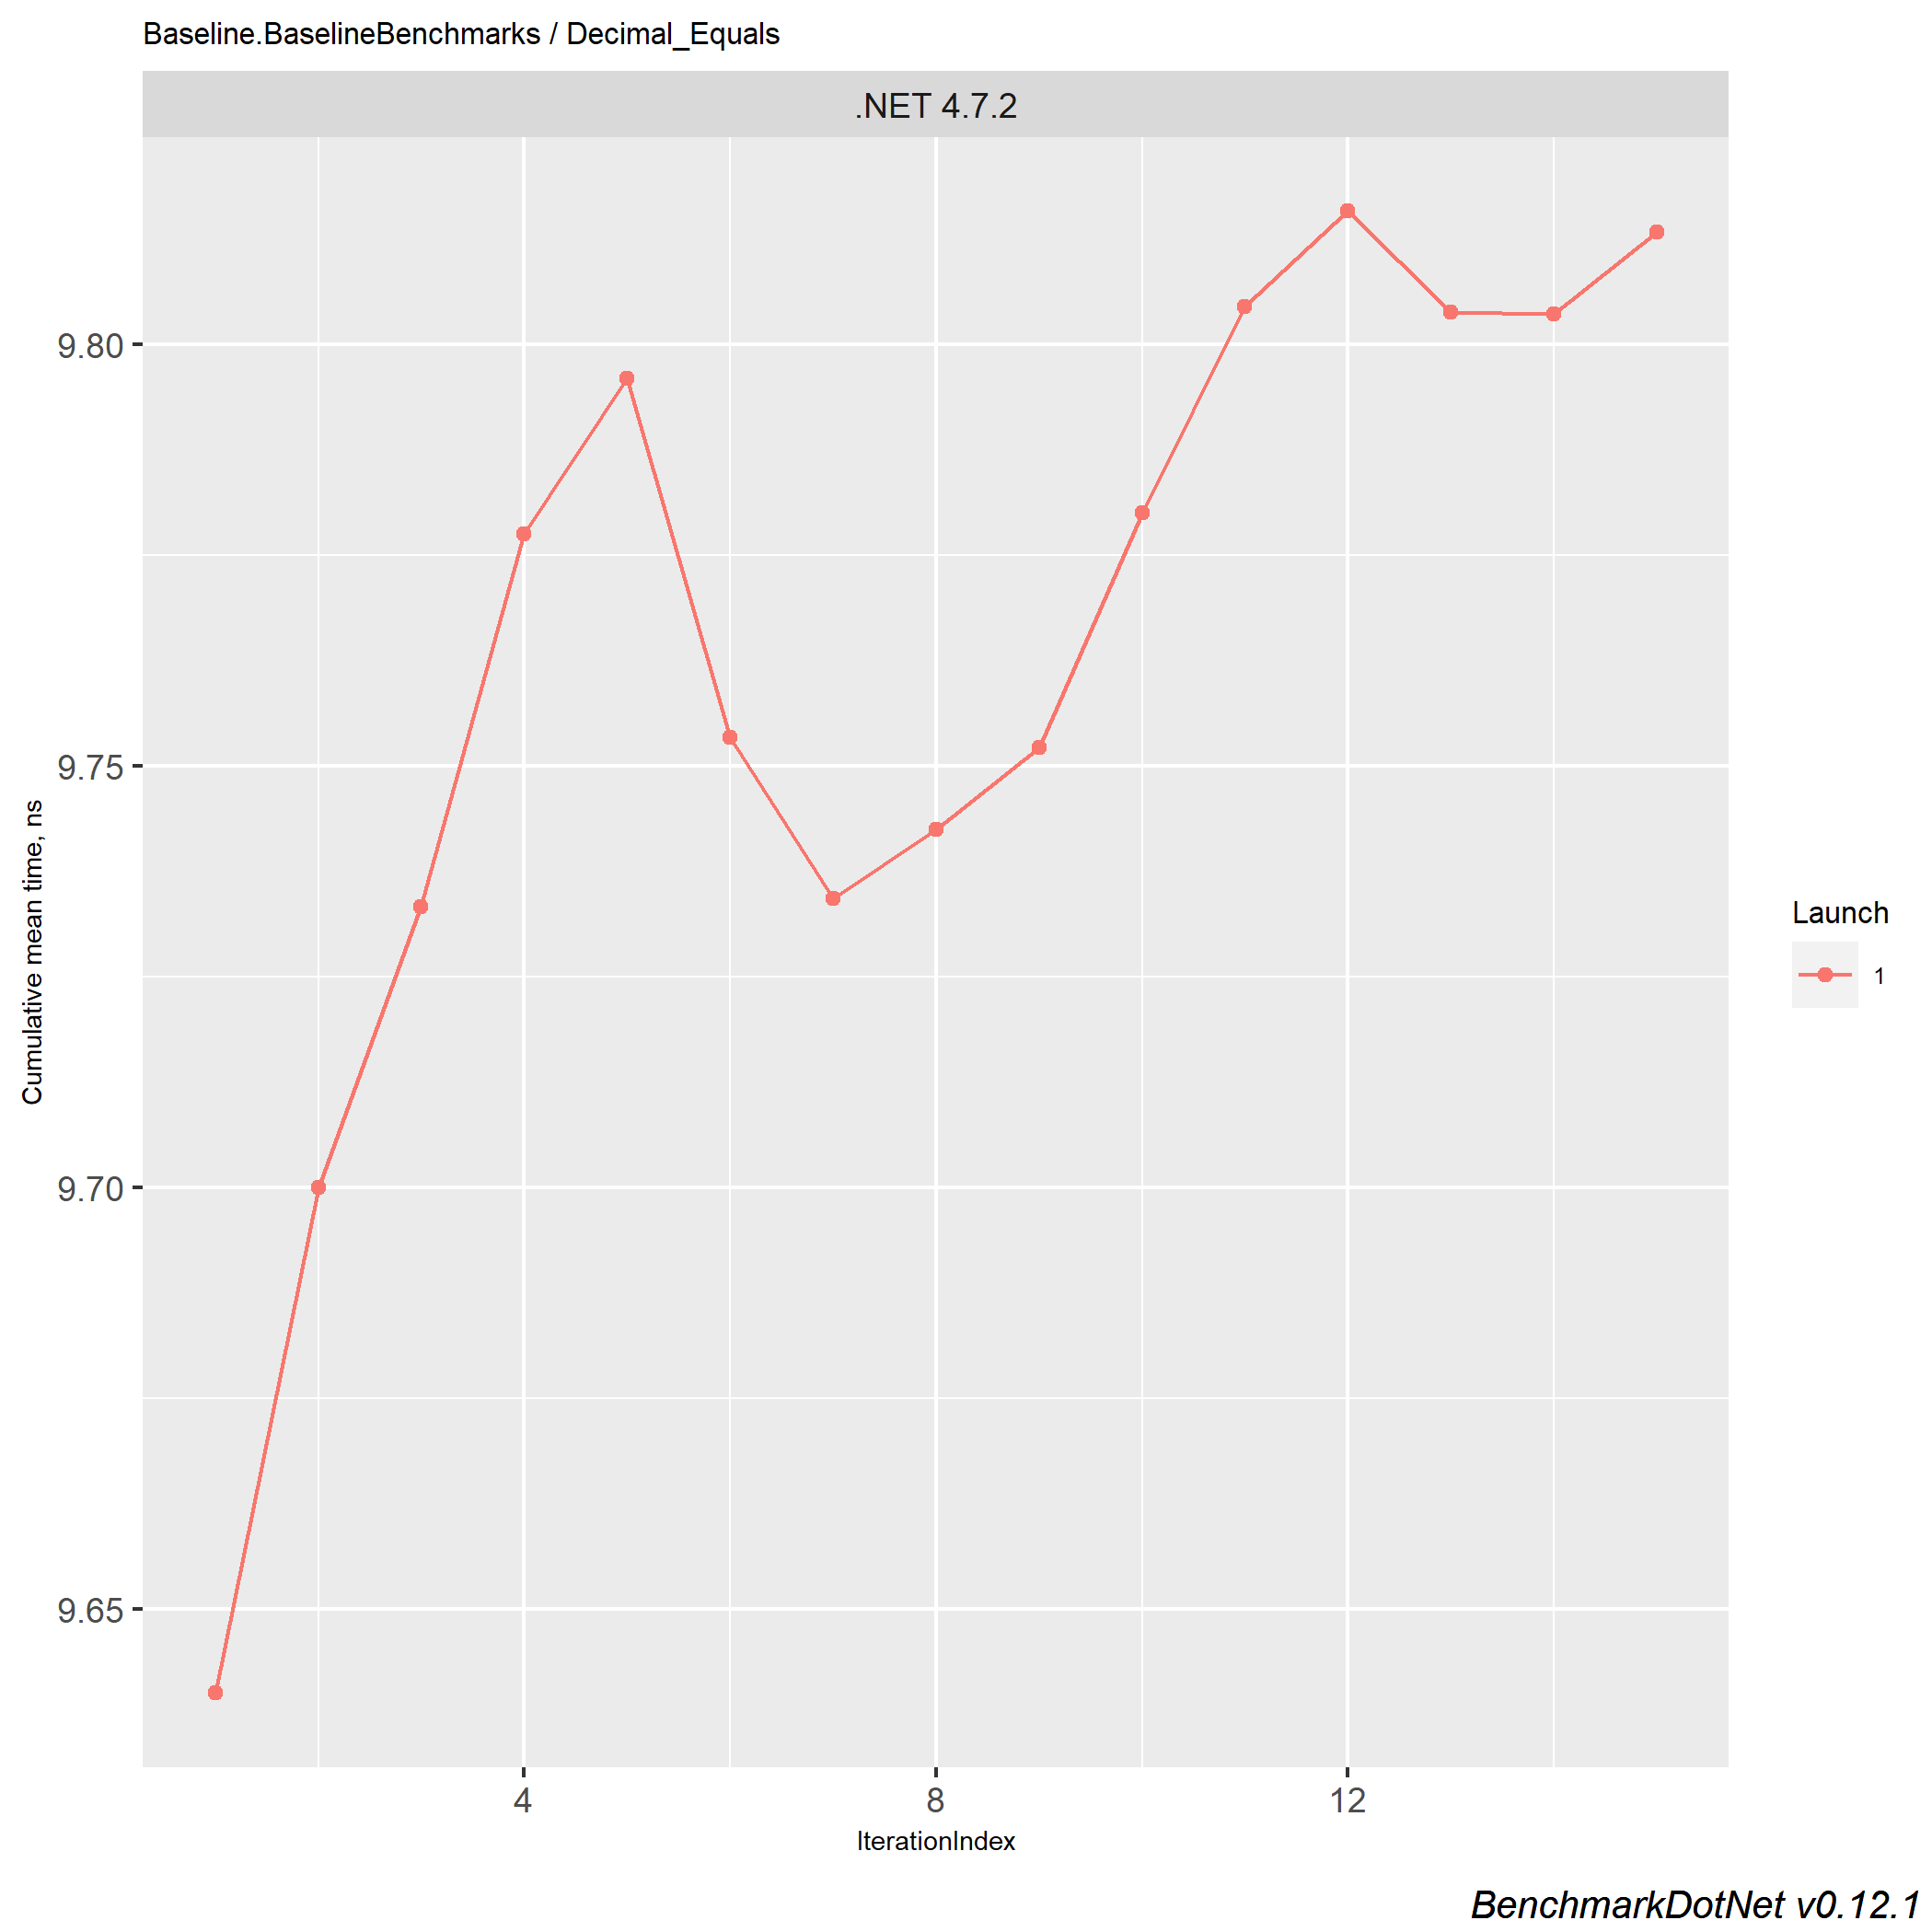 Baseline.BaselineBenchmarks / Decimal_Equals
.NET 4.7.2
9.80
9.75
9.70
9.65
Cumulative mean time, ns
4
8
12
IterationIndex
Launch
1
BenchmarkDotNet v0.12.1